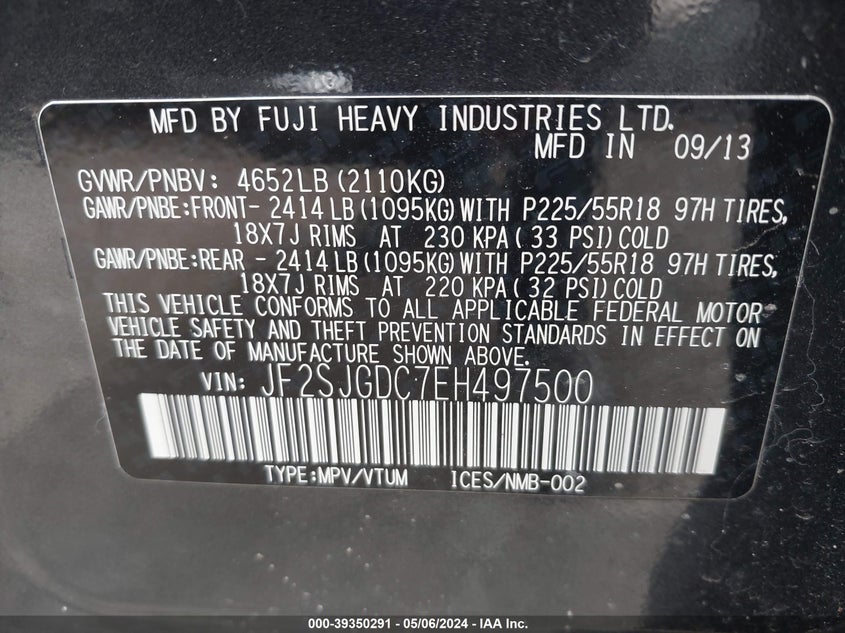 MFD BY FUJI HEAVY INDUSTRIES LTD.
MFD IN 09/13
GVWR/PNBV: 4652LB (2110KG)
GAWR/PNBE:FRONT- 2414 LB (1095KG) WITH P225/55R18 97H TIRES,
18X7J RIMS AT 230 KPA ( 33 PSI) COLD
GAWR/PNBE:REAR - 2414 LB (1095KG) WITH P225/55R18 97H TIRES,
18X7J RIMS AT 220 KPA ( 32 PSI) COLD
THIS VEHICLE CONFORMS TO ALL APPLICABLE FEDERAL MOTOR
VEHICLE SAFETY AND THEFT PREVENTION STANDARDS IN EFFECT ON
THE DATE OF MANUFACTURE SHOWN ABOVE.
VIN: JF2SJGDC7EH497500
TYPE:MPV/VTUM ICES/NMB-002
000-39350291 - 05/06/2024 - IAA Inc.